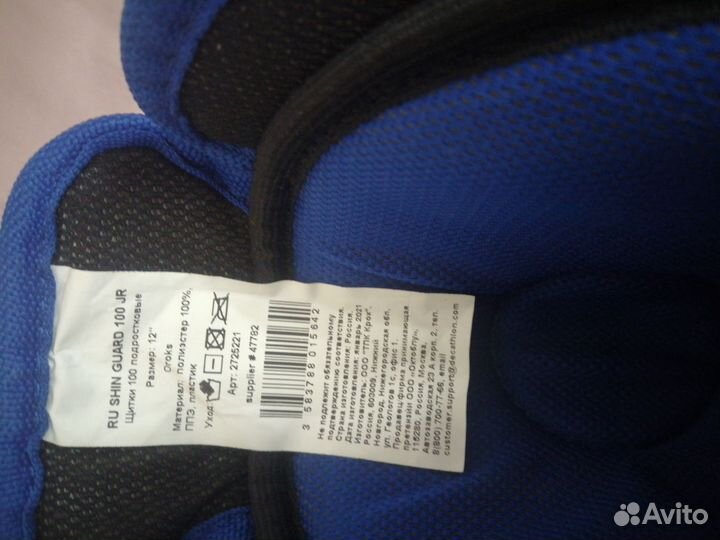 RU SHIN GUARD 100 JR
Щитки 100 подростковые
Размер: 12"
Oroks
Материал: полиэстер 100%,
ППЭ, пластик
Уход:
Арт: 2725221
supplier # 47782
3 583788 015642
Не подлежит обязательному
подтверждению соответствия.
Страна изготовления: Россия.
Дата изготовления: январь 2021
Изготовитель: ООО "ТПК Крок",
Россия, 603009, Нижний
Новгород, Нижегородская обл,
ул. Геологов 1с, офис 1.
Продавец/фирма принимающая
претензии ООО «Октоблу»,
115280, Россия, Москва,
Автозаводская 23 А корп. 2, тел.
8(800) 700-77-66, email
customer.support@decathlon.com
Avito